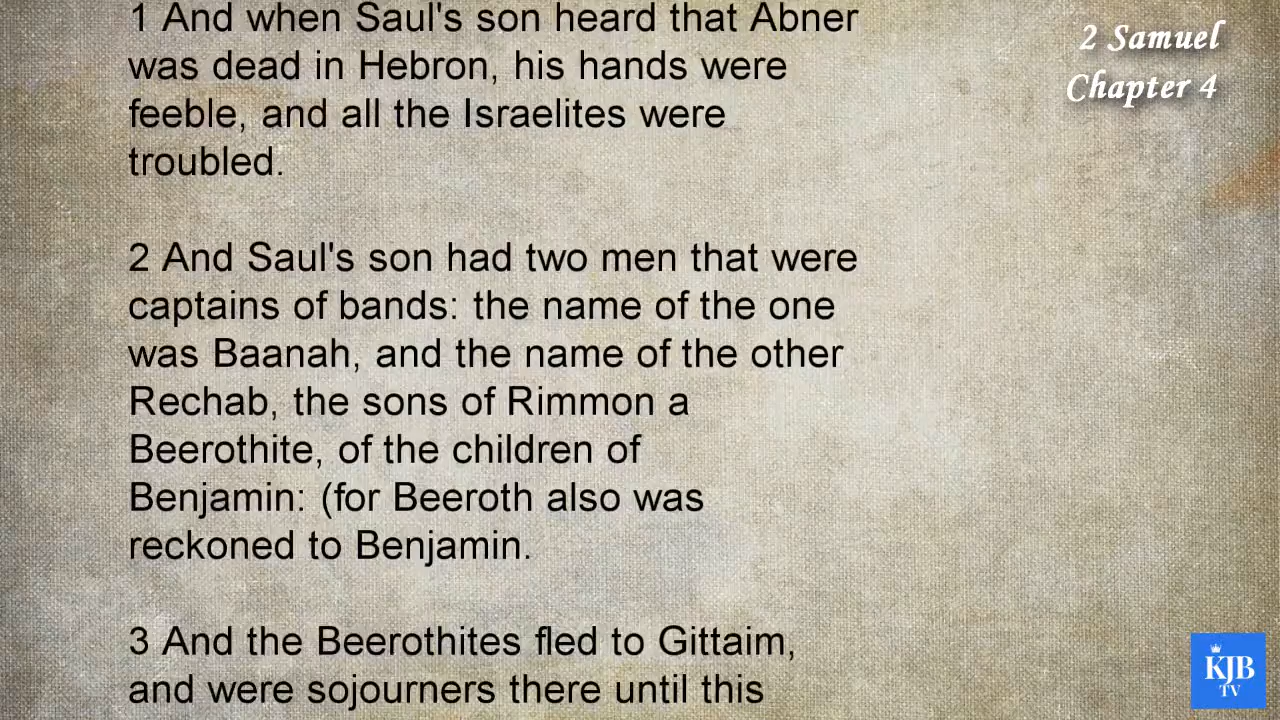 1 And when Saul's son heard that Abner
was dead in Hebron, his hands were
feeble, and all the Israelites were
troubled.
2 And Saul's son had two men that were
captains of bands: the name of the one
was Baanah, and the name of the other
Rechab, the sons of Rimmon a
Beerothite, of the children of
Benjamin: (for Beeroth also was
reckoned to Benjamin.
3 And the Beerothites fled to Gittaim,
and were sojourners there until this
2 Samuel
Chapter 4
KJB
TV